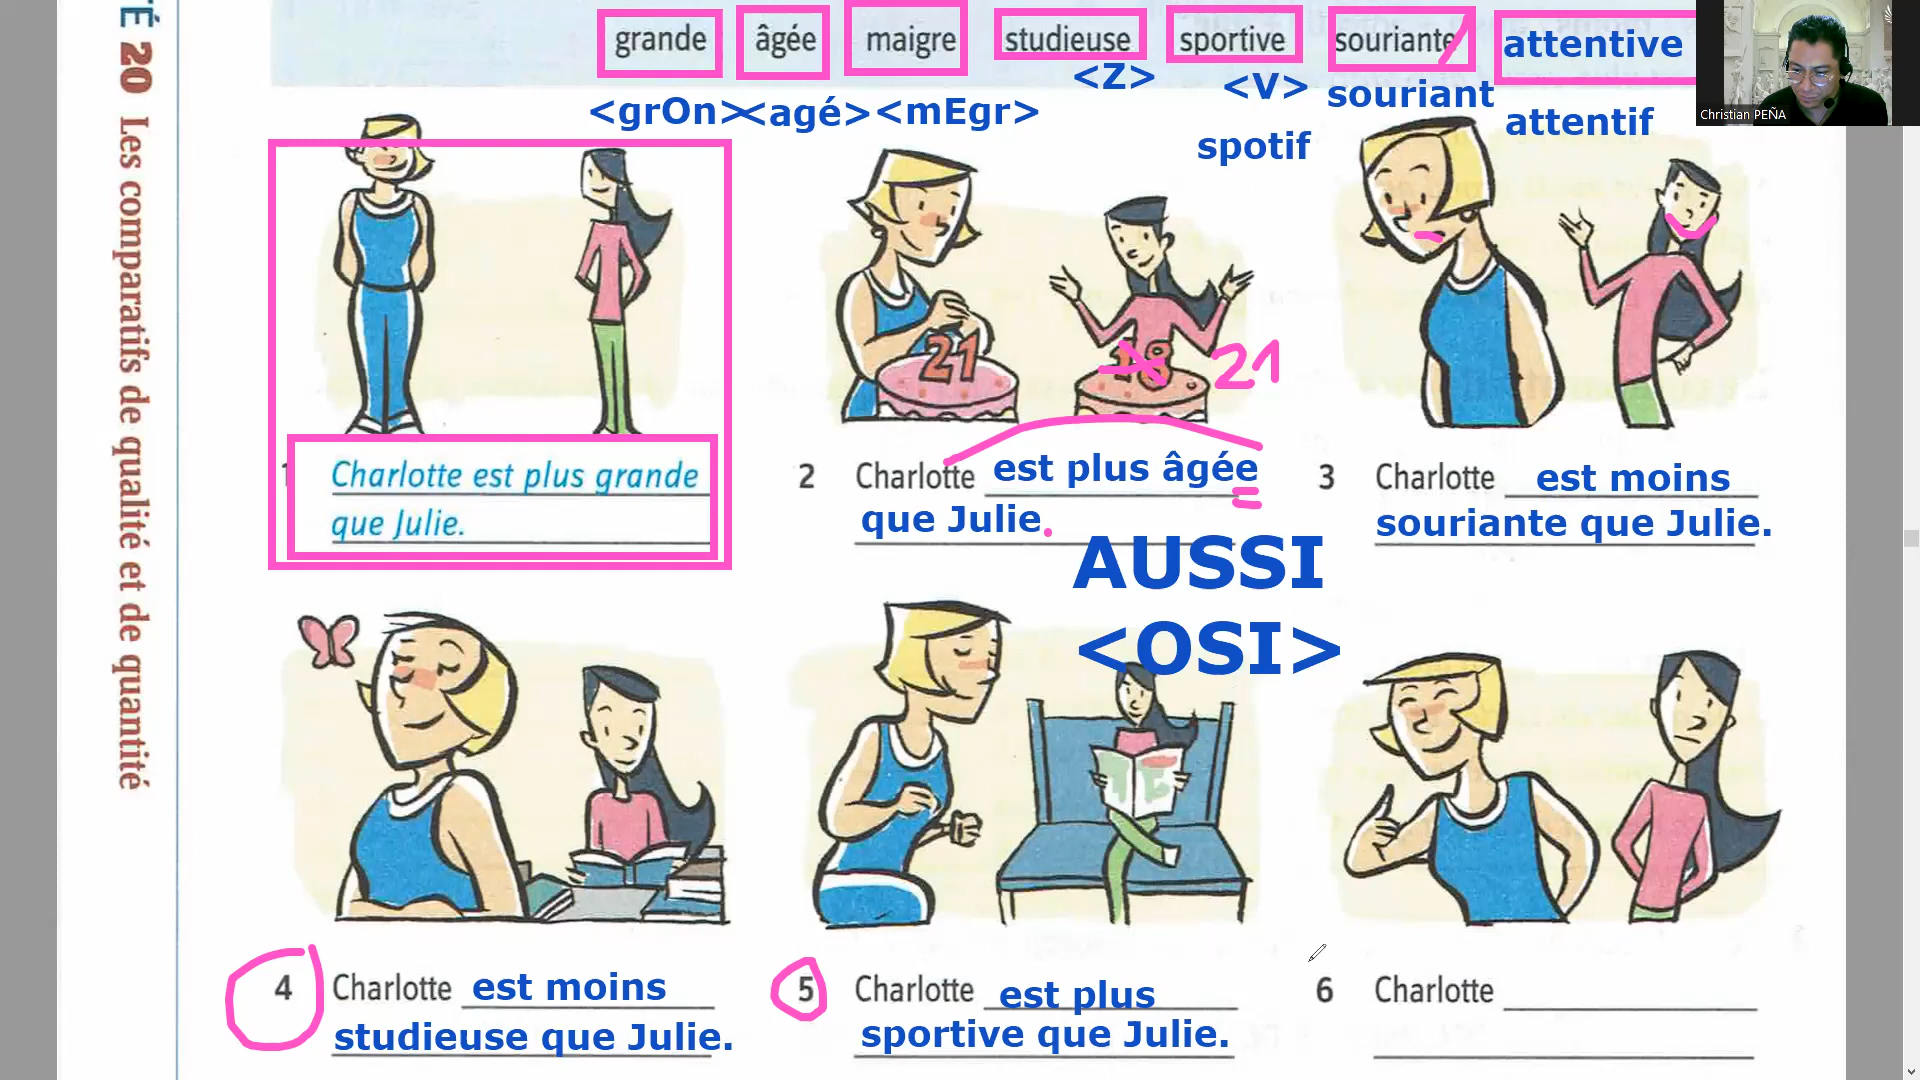 grande âgée maigre studieuse sportive souriante attentive
<grOn> <agé> <mEgr> <Z> <V> souriant attentif
spotif
Christian PEÑA
É 20 Les comparatifs de qualité et de quantité
21 18 21
1 Charlotte est plus grande
que Julie.
2 Charlotte est plus âgée
que Julie.
3 Charlotte est moins
souriante que Julie.
AUSSI
<OSI>
4 Charlotte est moins
studieuse que Julie.
5 Charlotte est plus
sportive que Julie.
6 Charlotte